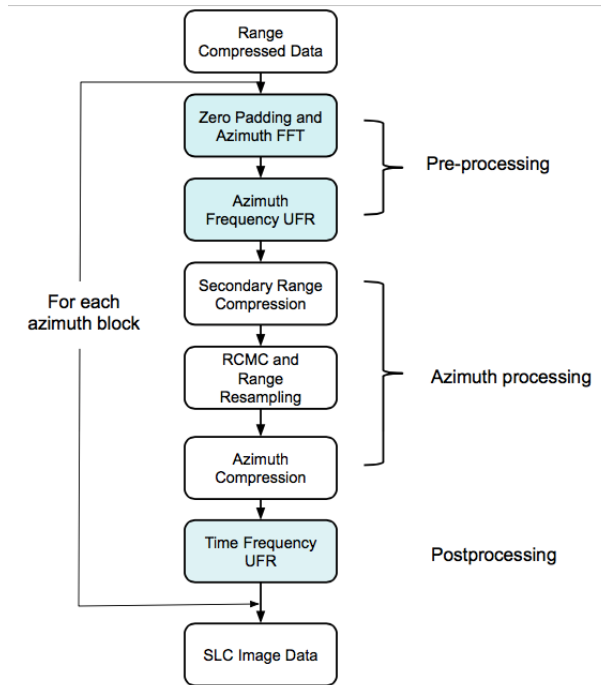 Range
Compressed Data
Zero Padding and
Azimuth FFT
Pre-processing
Azimuth
Frequency UFR
Secondary Range
Compression
For each
azimuth block
RCMC and
Range
Resampling
Azimuth processing
Azimuth
Compression
Time Frequency
UFR
Postprocessing
SLC Image Data